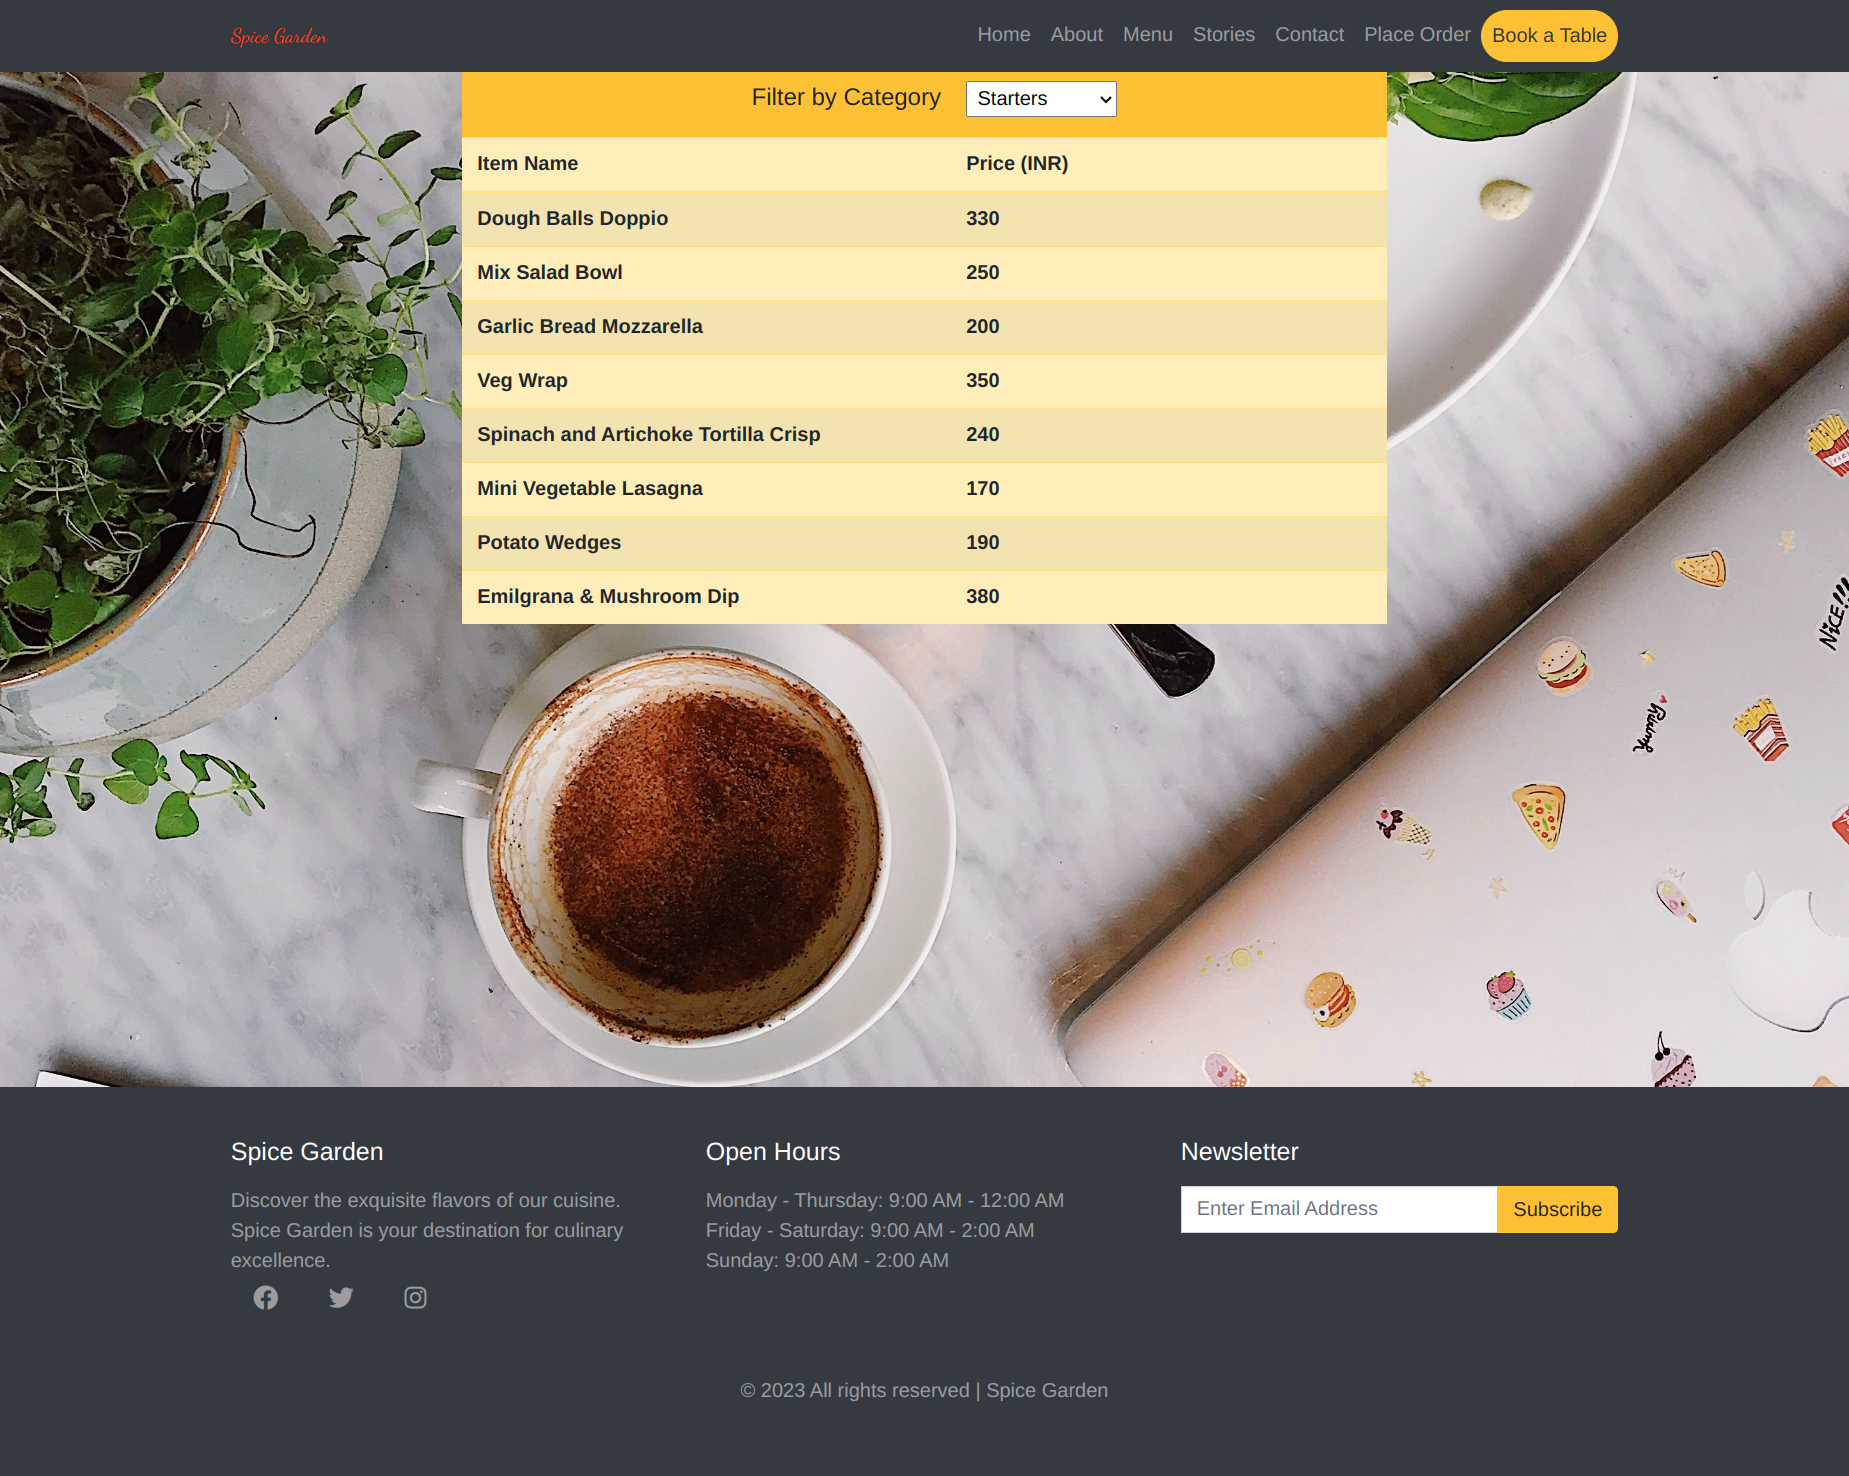 Spice Garden
Home About Menu Stories Contact Place Order Book a Table
Filter by Category Starters
Item Name Price (INR)
Dough Balls Doppio 330
Mix Salad Bowl 250
Garlic Bread Mozzarella 200
Veg Wrap 350
Spinach and Artichoke Tortilla Crisp 240
Mini Vegetable Lasagna 170
Potato Wedges 190
Emilgrana & Mushroom Dip 380
NiCE!!!
Spice Garden
Discover the exquisite flavors of our cuisine.
Spice Garden is your destination for culinary
excellence.
Open Hours
Monday - Thursday: 9:00 AM - 12:00 AM
Friday - Saturday: 9:00 AM - 2:00 AM
Sunday: 9:00 AM - 2:00 AM
Newsletter
Enter Email Address Subscribe
© 2023 All rights reserved | Spice Garden